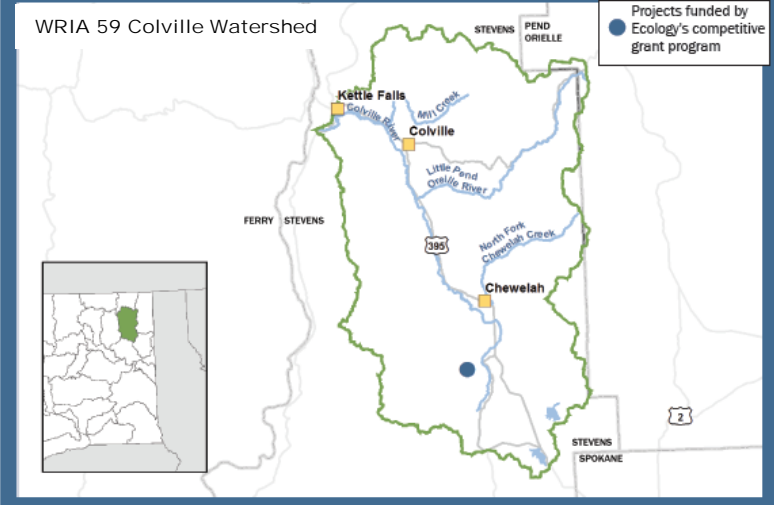 WRIA 59 Colville Watershed
Projects funded by
Ecology's competitive
grant program
STEVENS
PEND
ORIELLE
Kettle Falls
Colville River
Mill Creek
Colville
Little Pend
Oreille River
FERRY
STEVENS
395
North Fork
Chewelah Creek
Chewelah
2
STEVENS
SPOKANE